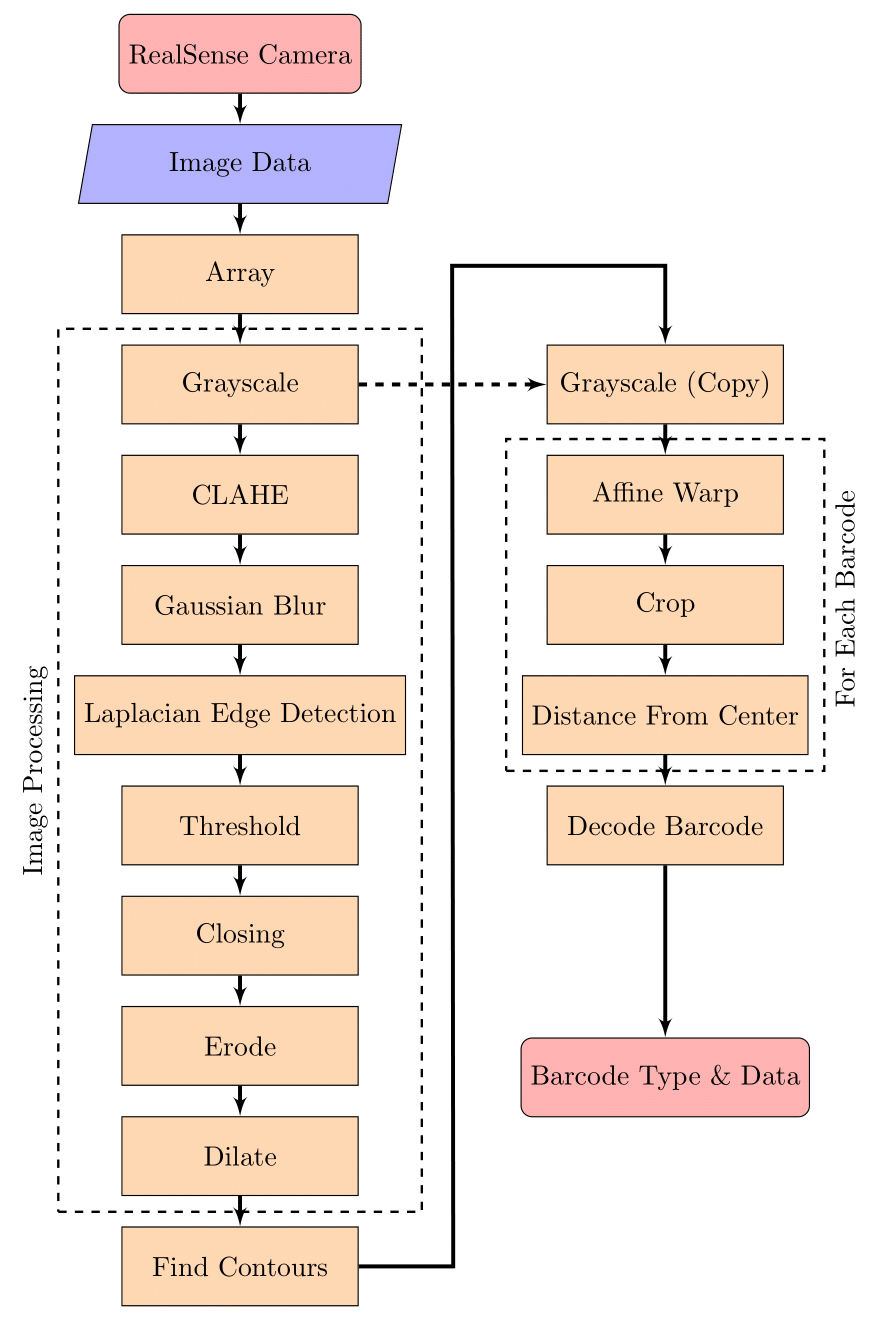 RealSense Camera
Image Data
Array
Grayscale
CLAHE
Gaussian Blur
Laplacian Edge Detection
Threshold
Closing
Erode
Dilate
Find Contours
Image Processing
Grayscale (Copy)
Affine Warp
Crop
Distance From Center
For Each Barcode
Decode Barcode
Barcode Type & Data